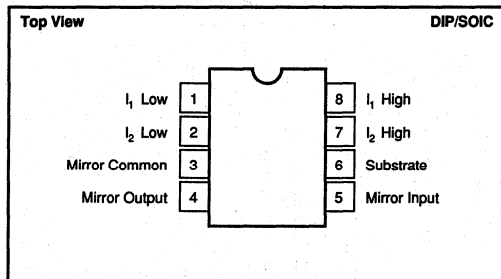 Top View DIP/SOIC
I₁ Low 1 8 I₁ High
I₂ Low 2 7 I₂ High
Mirror Common 3 6 Substrate
Mirror Output 4 5 Mirror Input